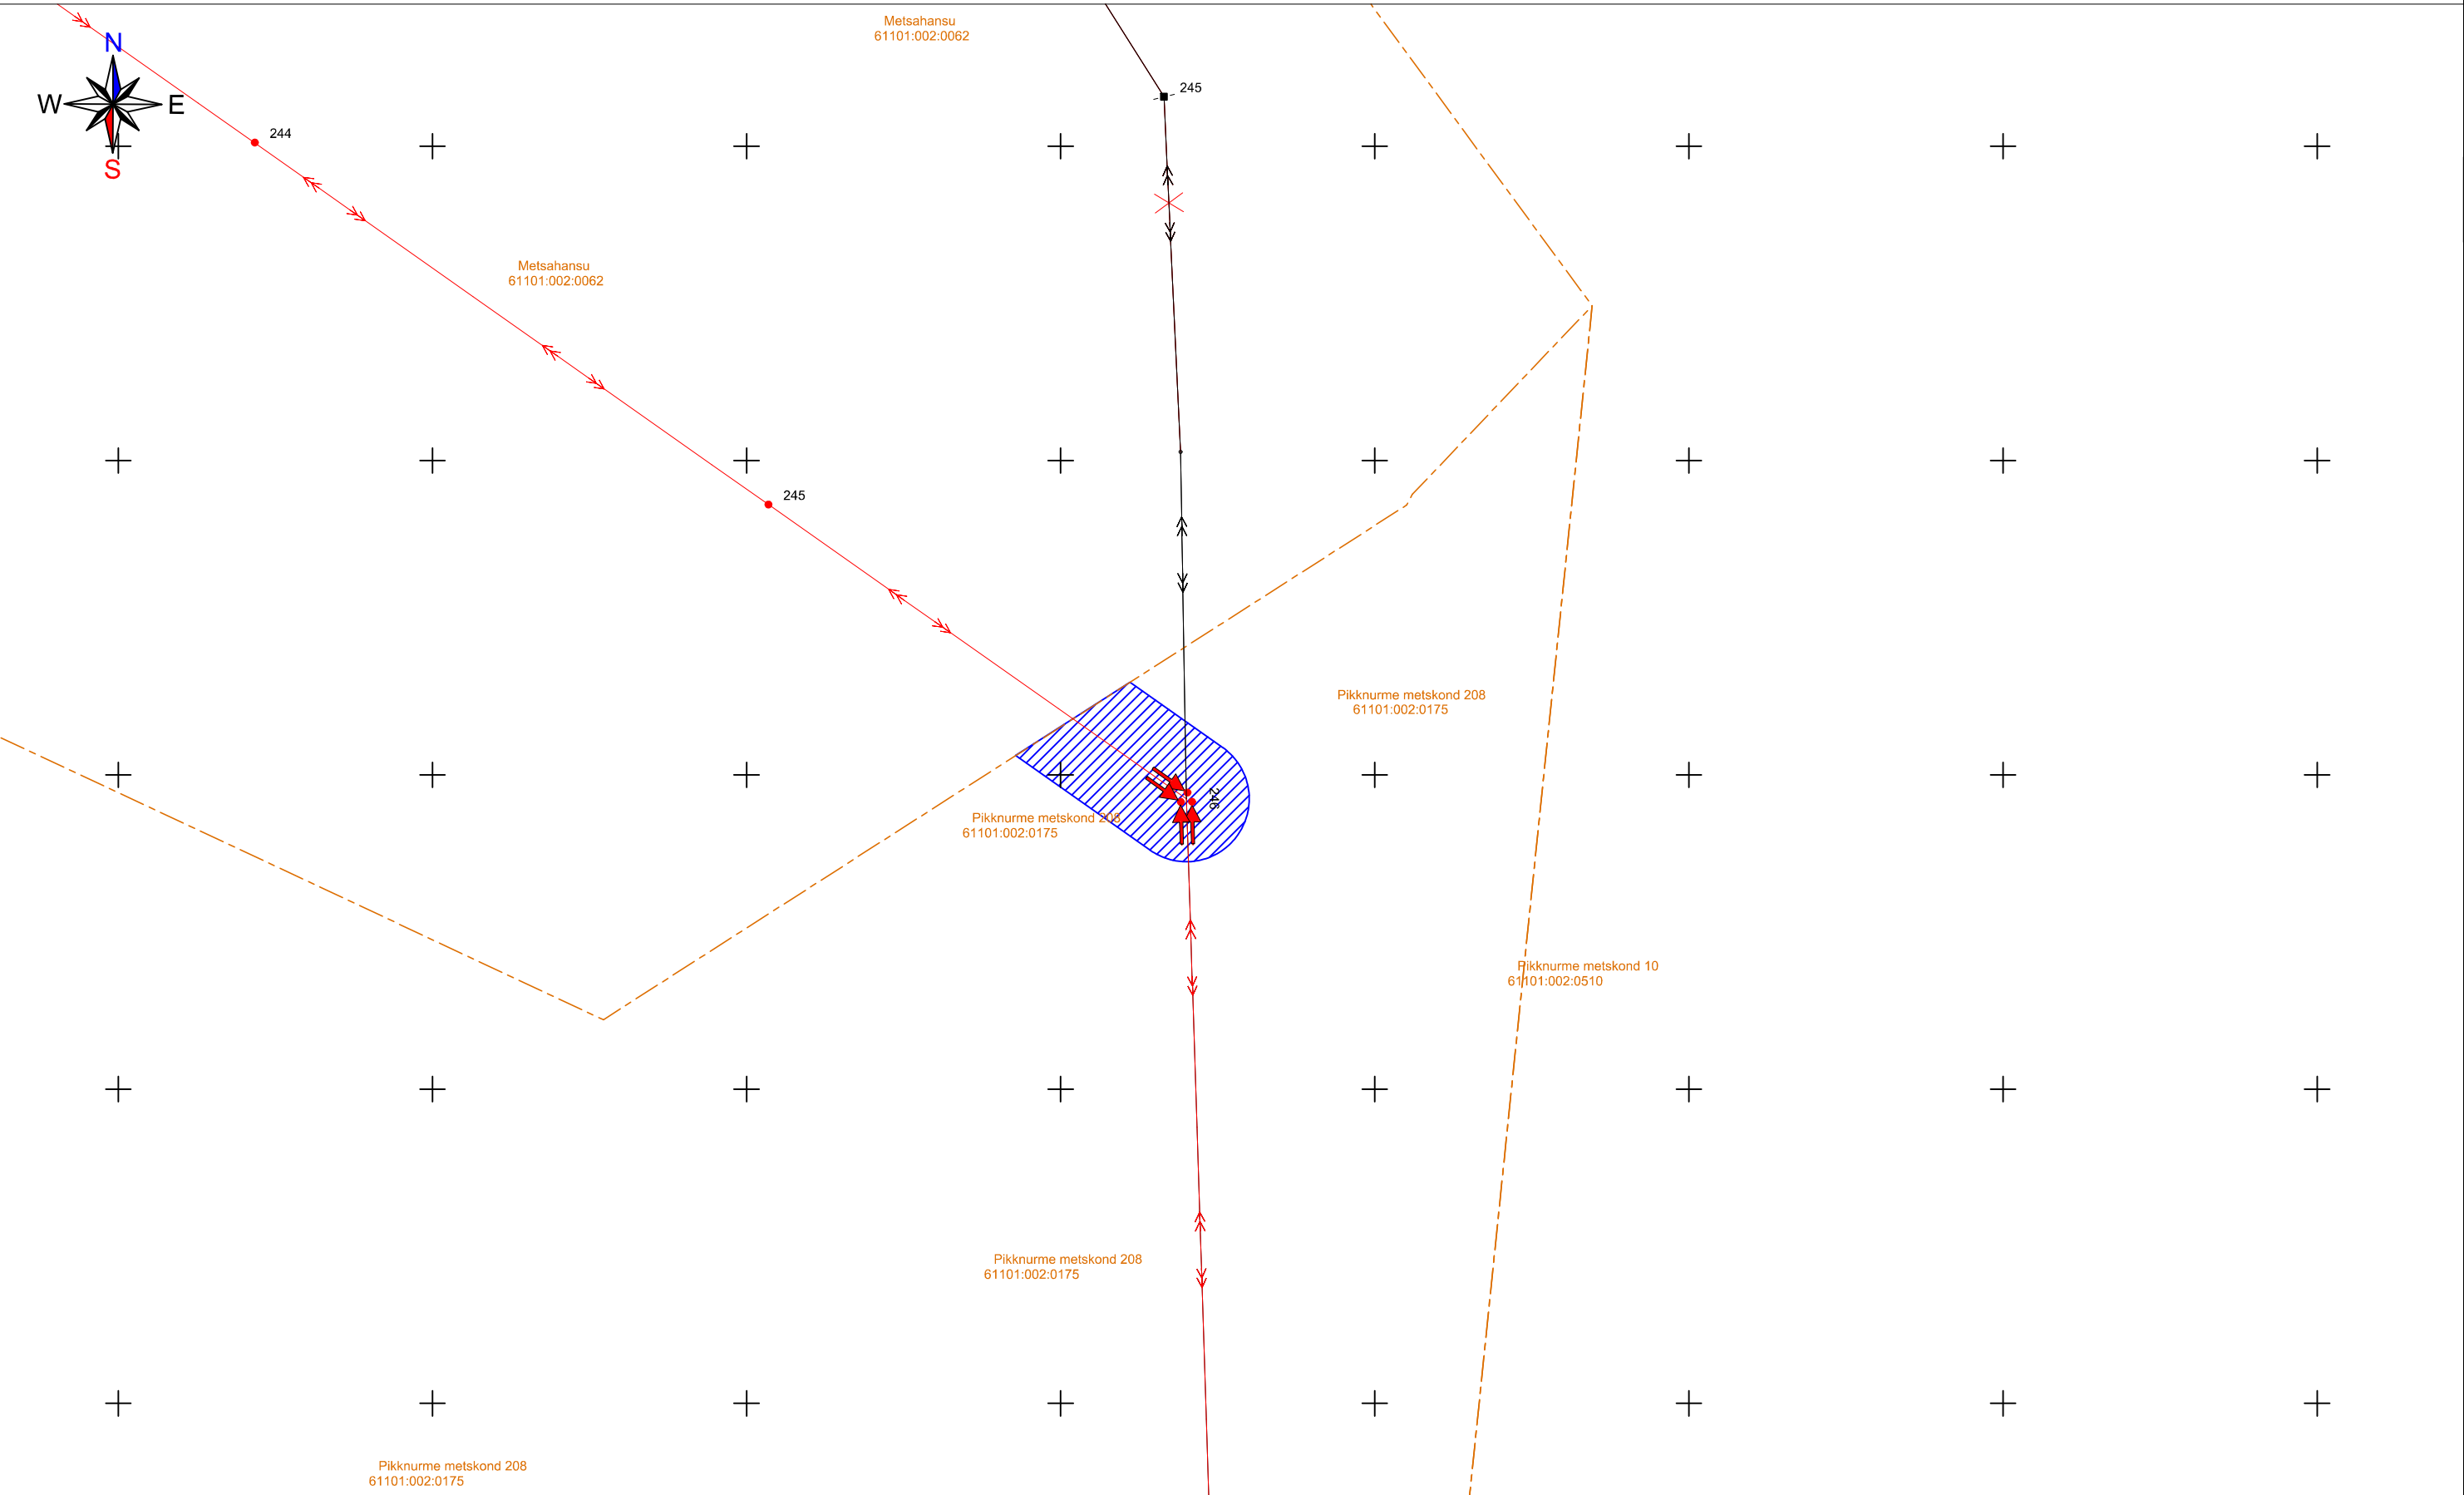 Metsahansu
61101:002:0062
N
W
E
S
245
244
Metsahansu
61101:002:0062
245
Pikknurme metskond 208
61101:002:0175
246
Pikknurme metskond 208
61101:002:0175
Pikknurme metskond 10
61101:002:0510
Pikknurme metskond 208
61101:002:0175
Pikknurme metskond 208
61101:002:0175